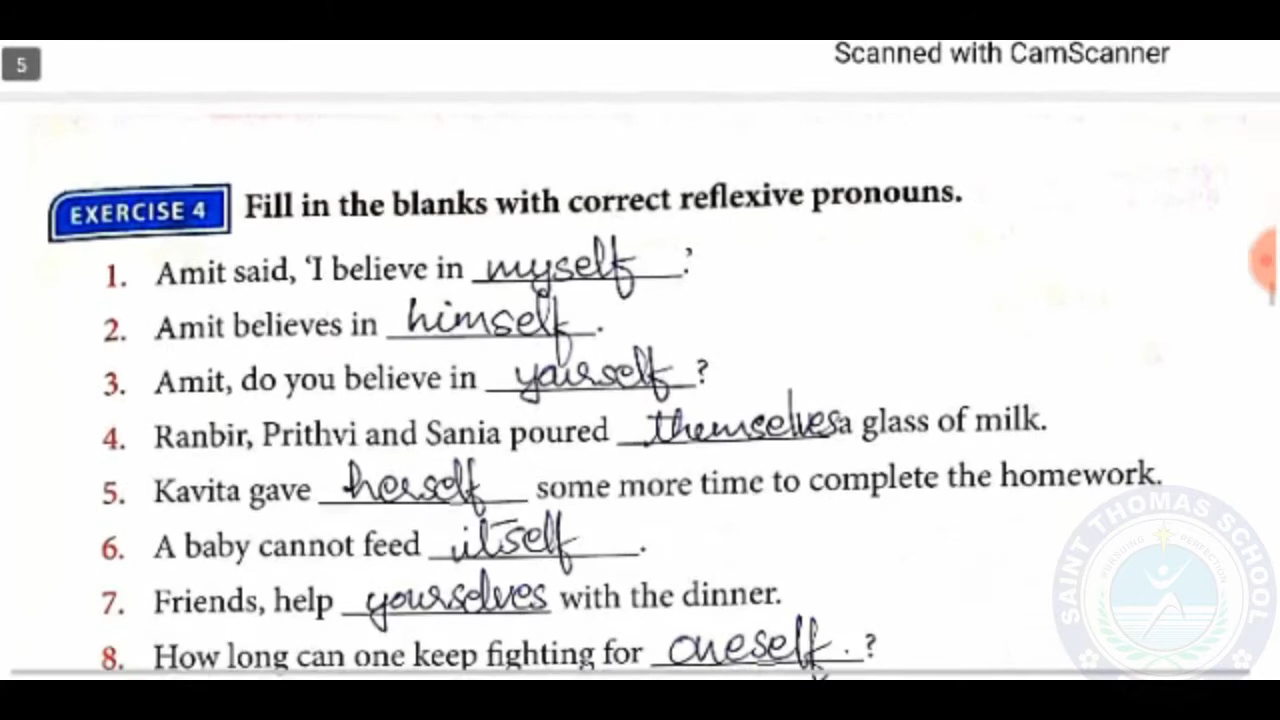 5
Scanned with CamScanner
EXERCISE 4 Fill in the blanks with correct reflexive pronouns.
1. Amit said, 'I believe in myself.'
2. Amit believes in himself.
3. Amit, do you believe in yourself?
4. Ranbir, Prithvi and Sania poured themselves a glass of milk.
5. Kavita gave herself some more time to complete the homework.
6. A baby cannot feed itself.
7. Friends, help yourselves with the dinner.
8. How long can one keep fighting for oneself. ?
SAINT THOMAS SCHOOL
PURSUING PERFECTION